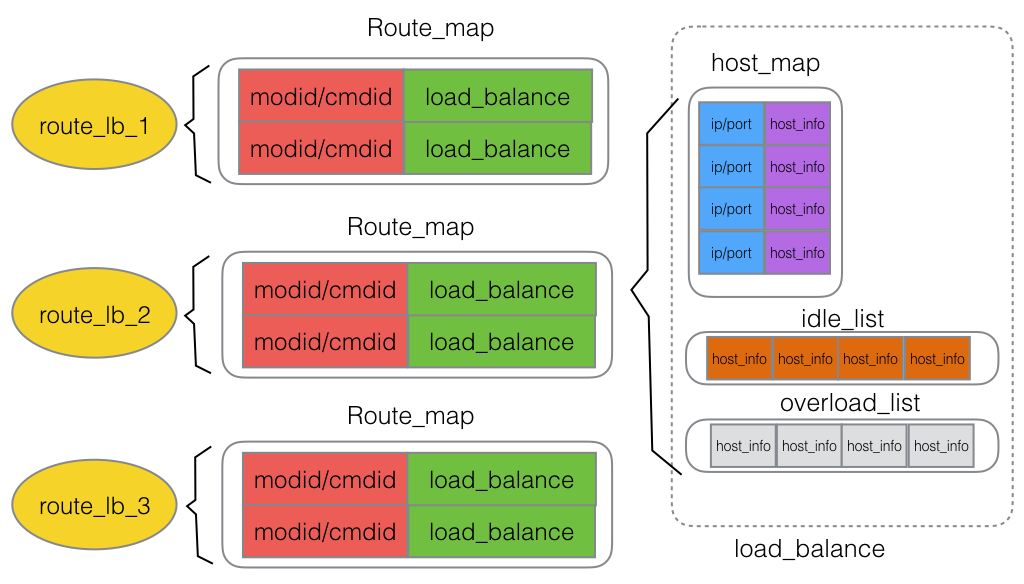 Route_map
route_lb_1
modid/cmdid load_balance
modid/cmdid load_balance
Route_map
route_lb_2
modid/cmdid load_balance
modid/cmdid load_balance
Route_map
route_lb_3
modid/cmdid load_balance
modid/cmdid load_balance
host_map
ip/port host_info
ip/port host_info
ip/port host_info
ip/port host_info
idle_list
host_info host_info host_info host_info
overload_list
host_info host_info host_info host_info
load_balance